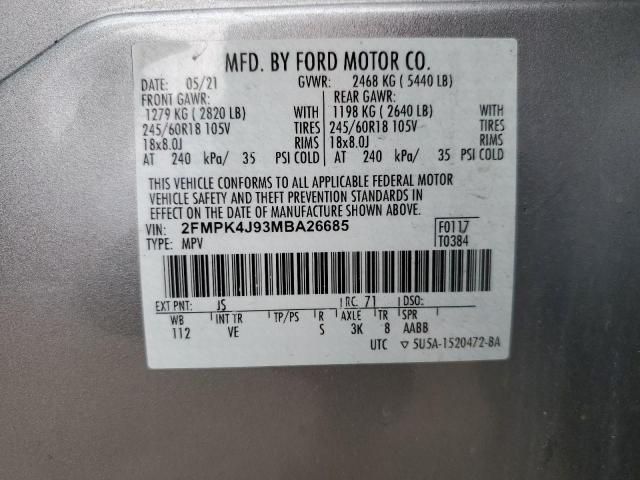 MFD. BY FORD MOTOR CO.
DATE: 05/21 GVWR: 2468 KG ( 5440 LB)
FRONT GAWR: REAR GAWR:
1279 KG ( 2820 LB) WITH 1198 KG ( 2640 LB) WITH
245/60R18 105V TIRES 245/60R18 105V TIRES
18x8.0J RIMS 18x8.0J RIMS
AT 240 kPa/ 35 PSI COLD AT 240 kPa/ 35 PSI COLD
THIS VEHICLE CONFORMS TO ALL APPLICABLE FEDERAL MOTOR
VEHICLE SAFETY AND THEFT PREVENTION STANDARDS IN EFFECT
ON THE DATE OF MANUFACTURE SHOWN ABOVE.
VIN: 2FMPK4J93MBA26685 F0117
TYPE: MPV T0384
EXT PNT: JS RC: 71 DSO:
WB INT TR TP/PS R AXLE TR SPR
112 VE S 3K 8 AABB
UTC ▽ 5U5A-1520472-BA